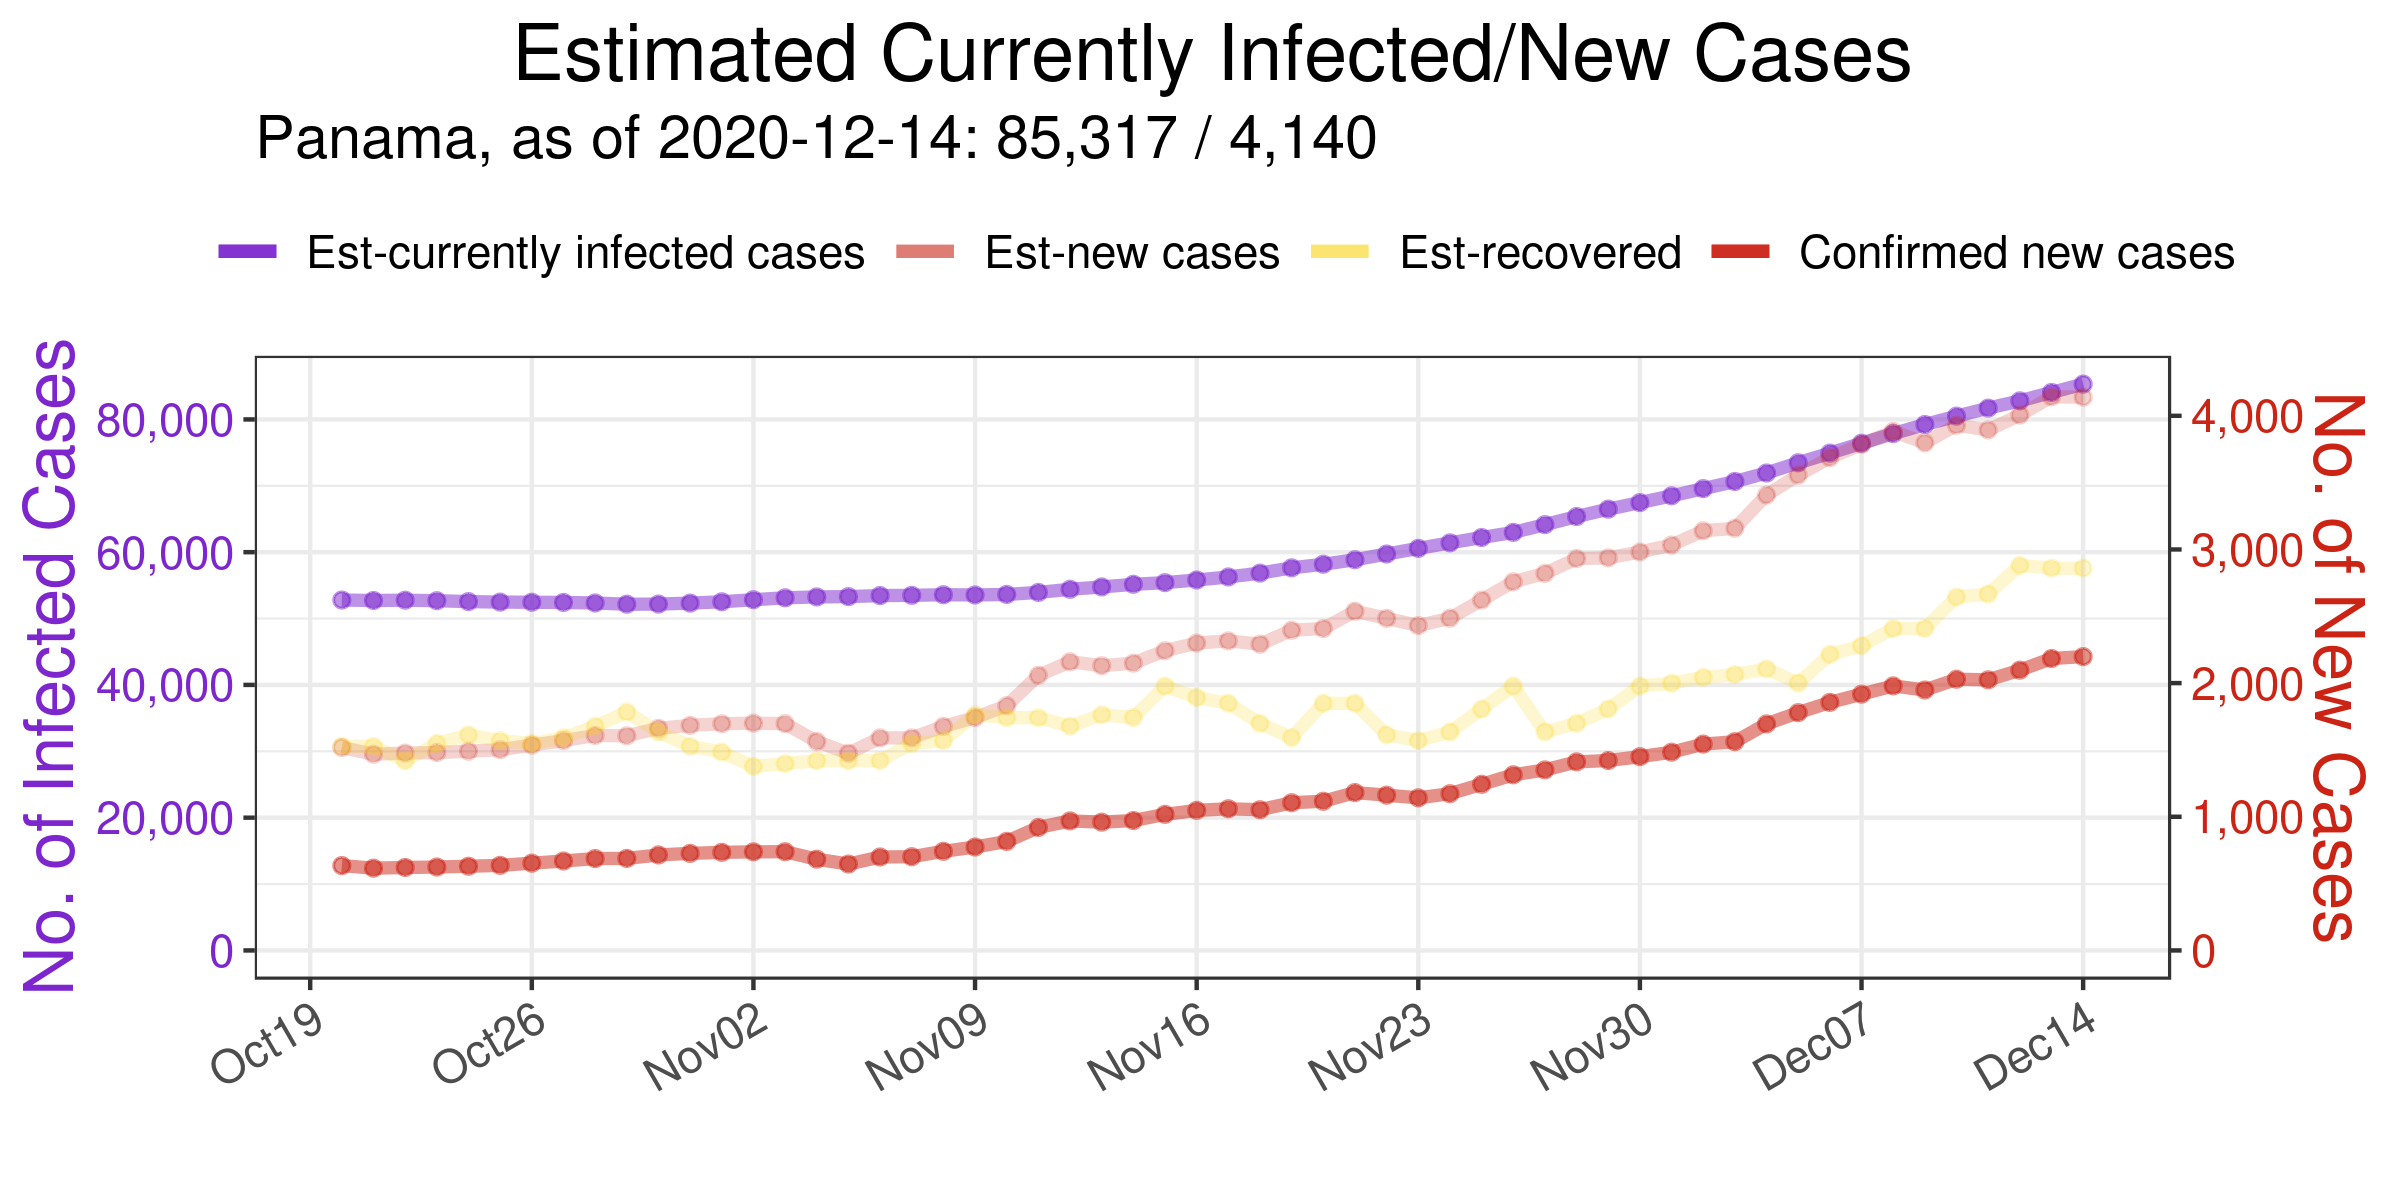 Estimated Currently Infected/New Cases
Panama, as of 2020-12-14: 85,317 / 4,140
Est-currently infected cases Est-new cases Est-recovered Confirmed new cases
No. of Infected Cases
80,000
60,000
40,000
20,000
0
4,000
3,000
2,000
1,000
0
No. of New Cases
Oct19 Oct26 Nov02 Nov09 Nov16 Nov23 Nov30 Dec07 Dec14